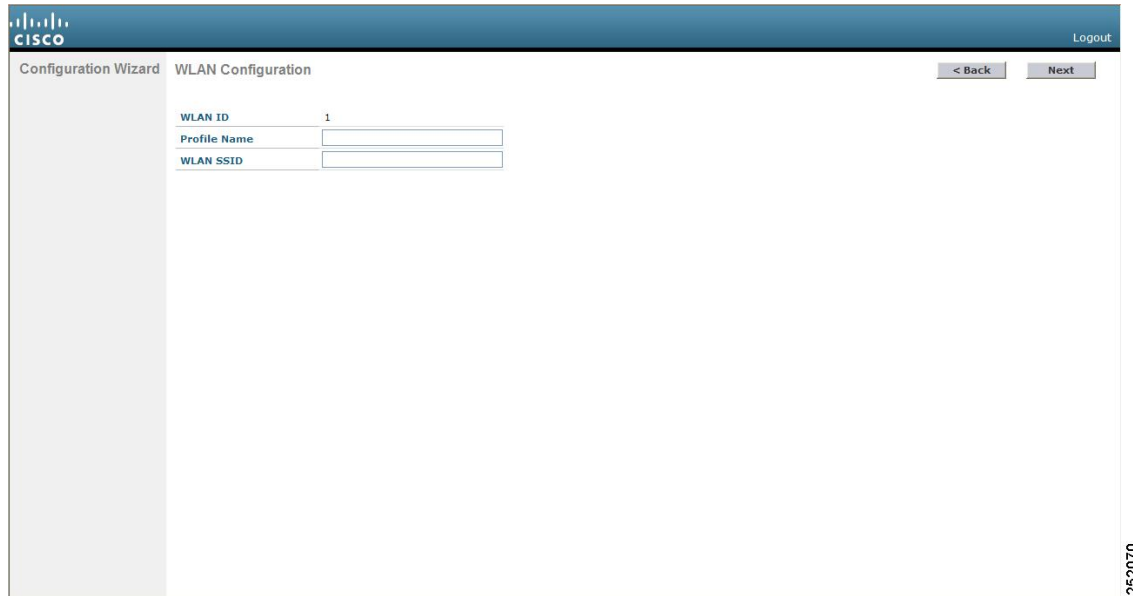 CISCO
Logout
Configuration Wizard
WLAN Configuration
< Back
Next
WLAN ID 1
Profile Name
WLAN SSID
252070